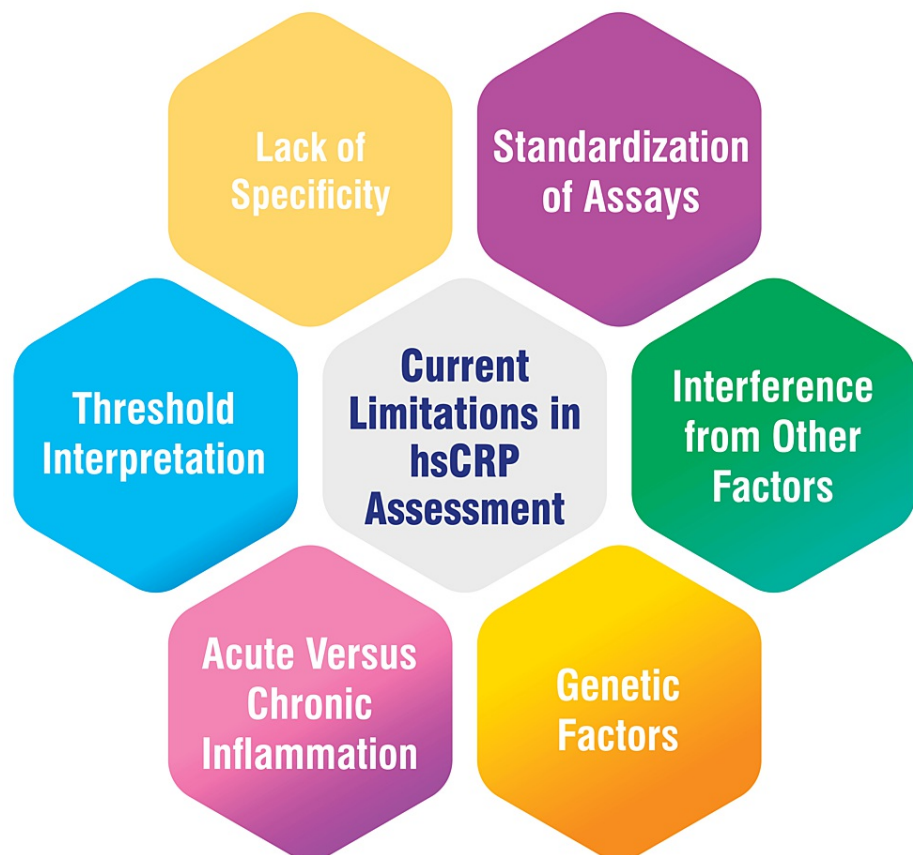 Lack of
Specificity
Standardization
of Assays
Threshold
Interpretation
Current
Limitations in
hsCRP
Assessment
Interference
from Other
Factors
Acute Versus
Chronic
Inflammation
Genetic
Factors